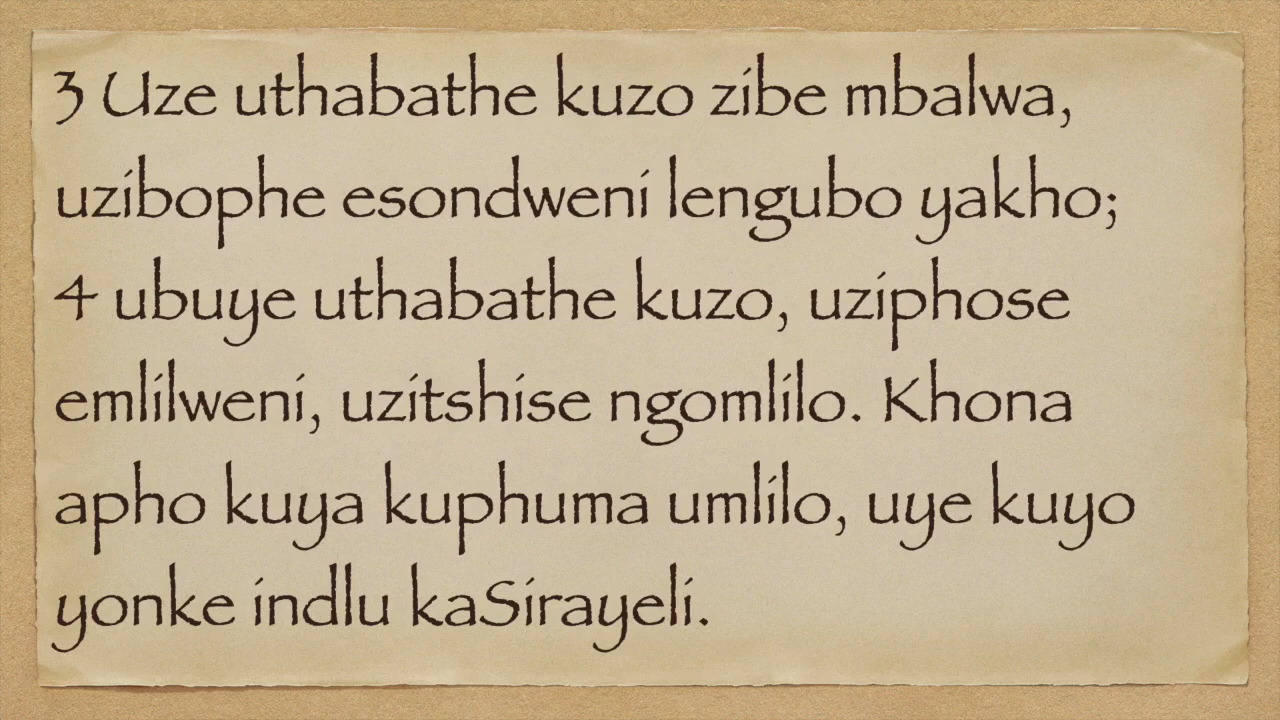 3 Uze uthabathe kuzo zibe mbalwa,
uzibophe esondweni lengubo yakho;
4 ubuye uthabathe kuzo, uziphose
emlilweni, uzitshise ngomlilo. Khona
apho kuya kuphuma umlilo, uye kuyo
yonke indlu kaSirayeli.